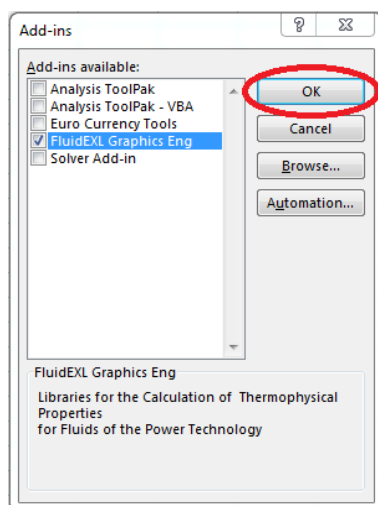 Add-ins
Add-ins available:
Analysis ToolPak
Analysis ToolPak - VBA
Euro Currency Tools
FluidEXL Graphics Eng
Solver Add-in
OK
Cancel
Browse...
Automation...
FluidEXL Graphics Eng
Libraries for the Calculation of Thermophysical
Properties
for Fluids of the Power Technology